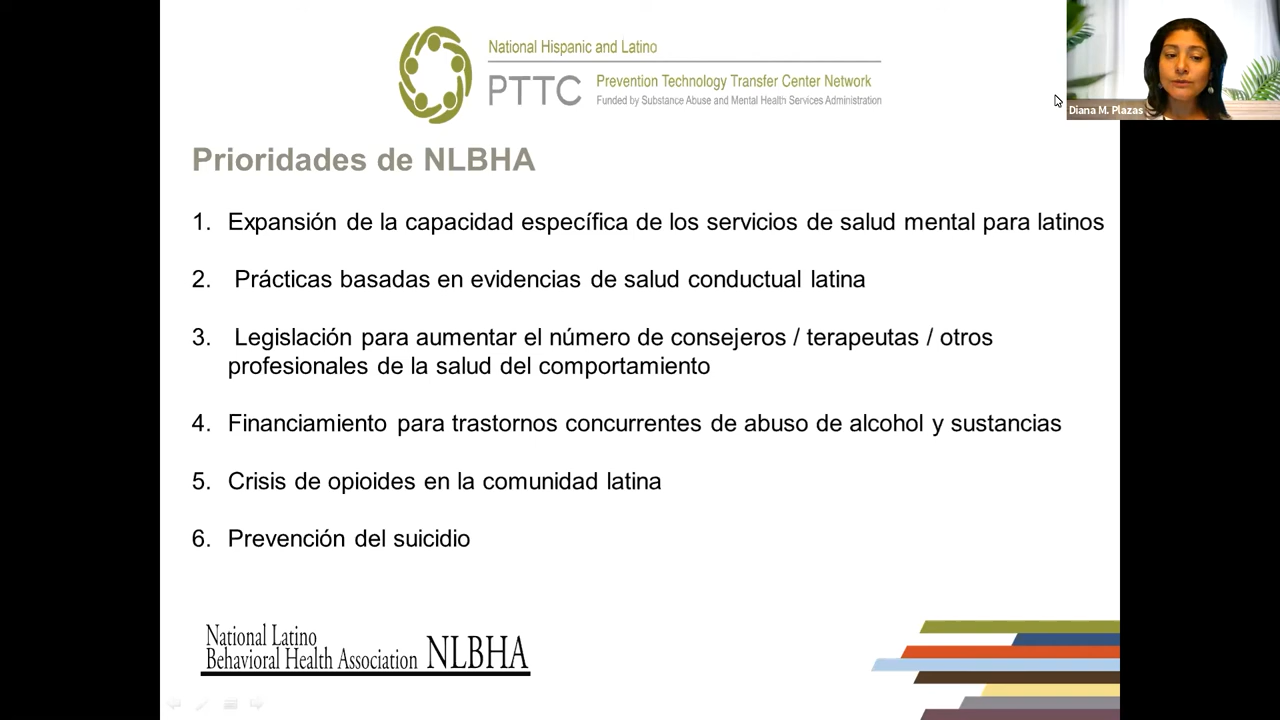 National Hispanic and Latino
PTTC
Prevention Technology Transfer Center Network
Funded by Substance Abuse and Mental Health Services Administration
Diana M. Plazas
Prioridades de NLBHA
1. Expansión de la capacidad específica de los servicios de salud mental para latinos
2. Prácticas basadas en evidencias de salud conductual latina
3. Legislación para aumentar el número de consejeros / terapeutas / otros
profesionales de la salud del comportamiento
4. Financiamiento para trastornos concurrentes de abuso de alcohol y sustancias
5. Crisis de opioides en la comunidad latina
6. Prevención del suicidio
National Latino
Behavioral Health Association NLBHA